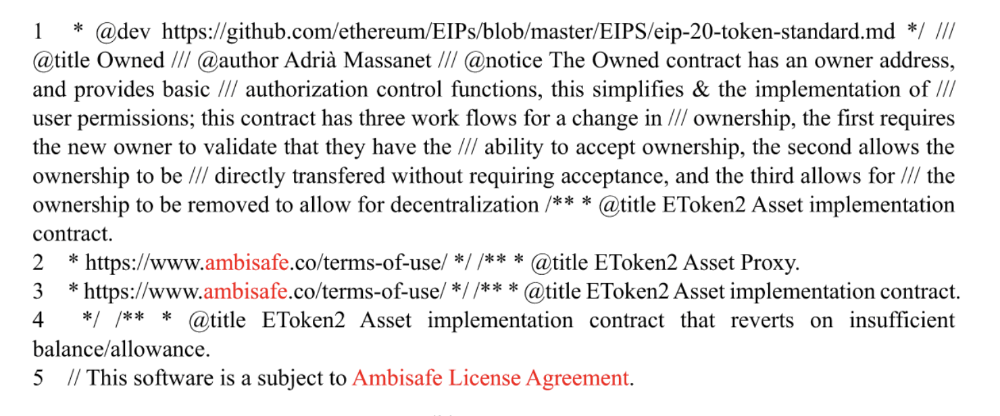 1 * @dev https://github.com/ethereum/EIPs/blob/master/EIPS/eip-20-token-standard.md */ ///
@title Owned /// @author Adrià Massanet /// @notice The Owned contract has an owner address,
and provides basic /// authorization control functions, this simplifies & the implementation of ///
user permissions; this contract has three work flows for a change in /// ownership, the first requires
the new owner to validate that they have the /// ability to accept ownership, the second allows the
ownership to be /// directly transfered without requiring acceptance, and the third allows for /// the
ownership to be removed to allow for decentralization /** * @title EToken2 Asset implementation
contract.
2 * https://www.ambisafe.co/terms-of-use/ */ /** * @title EToken2 Asset Proxy.
3 * https://www.ambisafe.co/terms-of-use/ */ /** * @title EToken2 Asset implementation contract.
4 */ /** * @title EToken2 Asset implementation contract that reverts on insufficient
balance/allowance.
5 // This software is a subject to Ambisafe License Agreement.